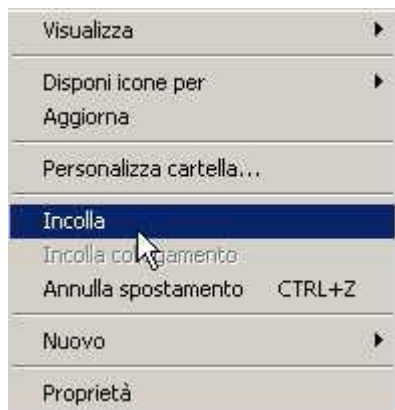 Visualizza
Disponi icone per
Aggiorna
Personalizza cartella...
Incolla
Incolla collegamento
Annulla spostamento CTRL+Z
Nuovo
Proprietà